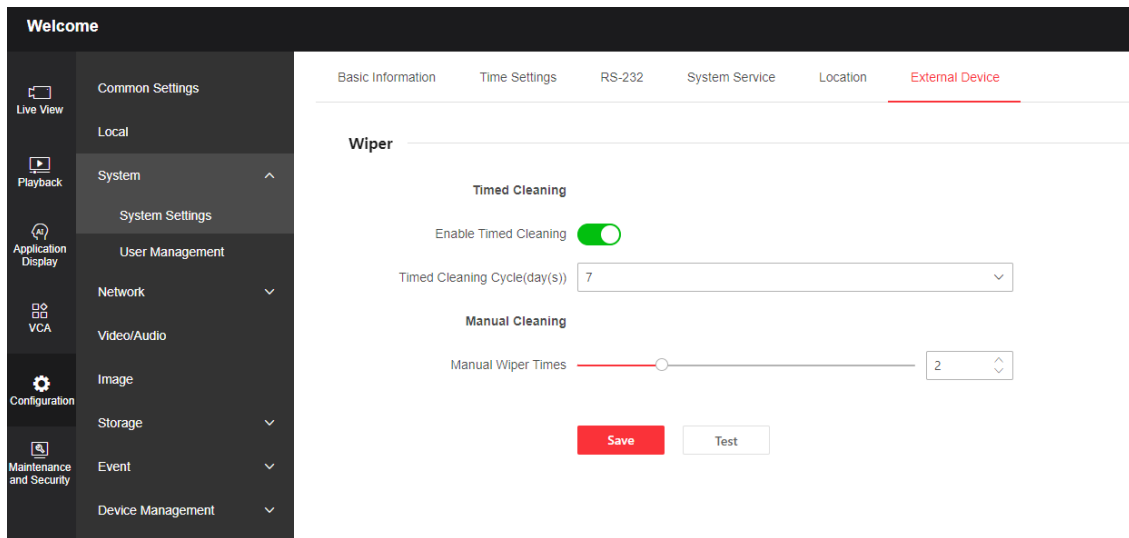 Welcome
Live View
Playback
AI
Application
Display
VCA
Configuration
Maintenance
and Security
Common Settings
Local
System
System Settings
User Management
Network
Video/Audio
Image
Storage
Event
Device Management
Basic Information Time Settings RS-232 System Service Location External Device
Wiper
Timed Cleaning
Enable Timed Cleaning
Timed Cleaning Cycle(day(s)) 7
Manual Cleaning
Manual Wiper Times 2
Save Test